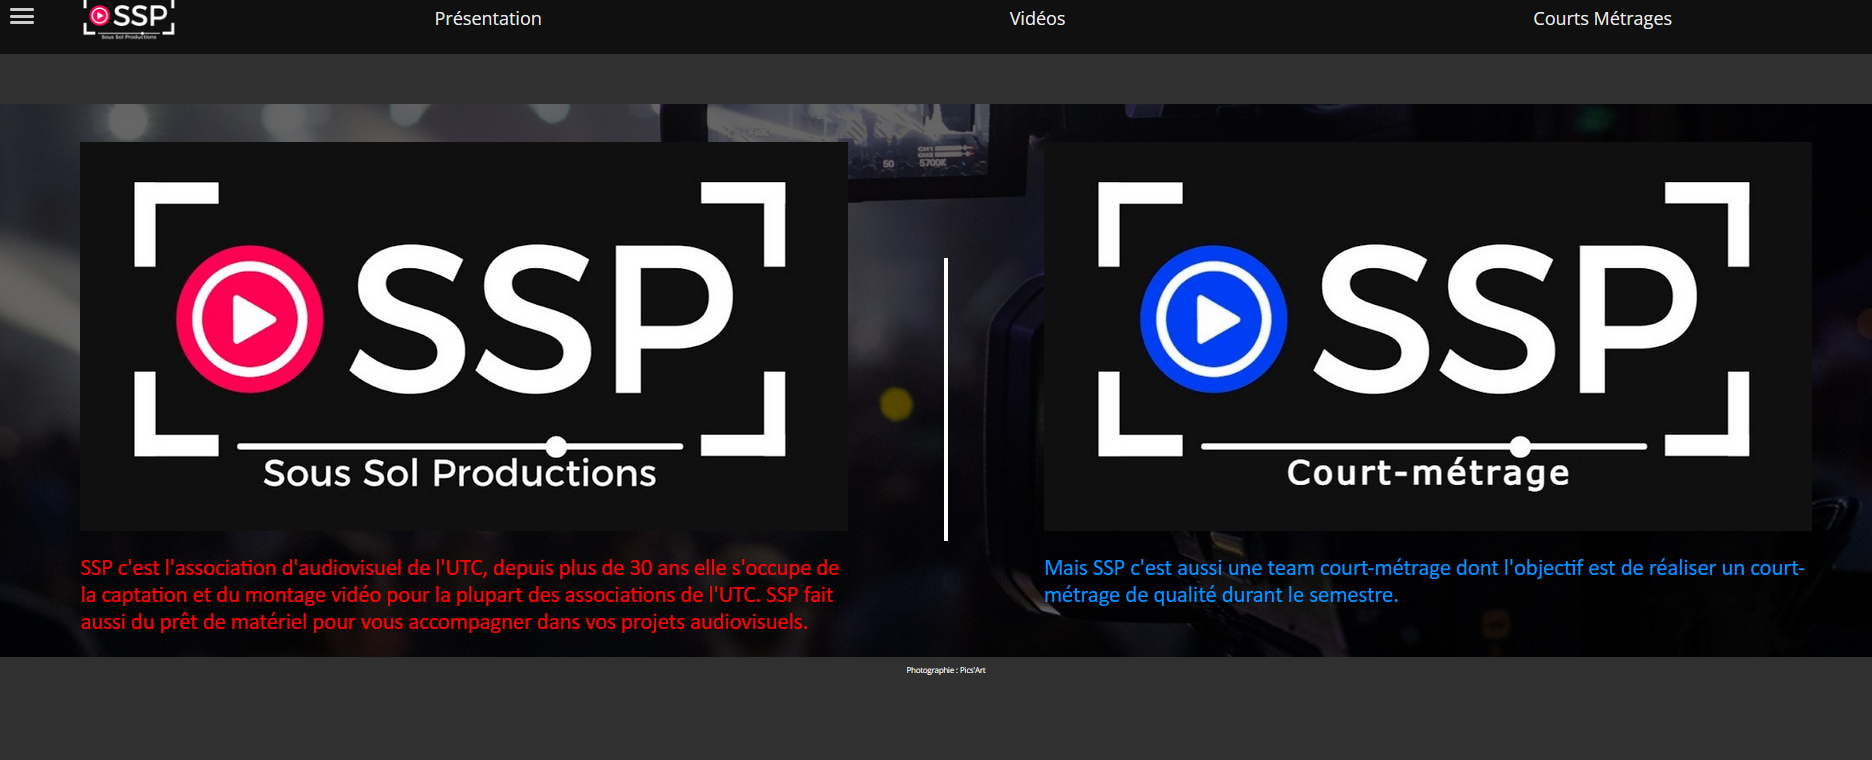 SSP
Sous Sol Productions
Présentation
Vidéos
Courts Métrages
50
5700K
SSP
Sous Sol Productions
SSP c'est l'association d'audiovisuel de l'UTC, depuis plus de 30 ans elle s'occupe de
la captation et du montage vidéo pour la plupart des associations de l'UTC. SSP fait
aussi du prêt de matériel pour vous accompagner dans vos projets audiovisuels.
SSP
Court-métrage
Mais SSP c'est aussi une team court-métrage dont l'objectif est de réaliser un court-
métrage de qualité durant le semestre.
Photographie : Pics'Art